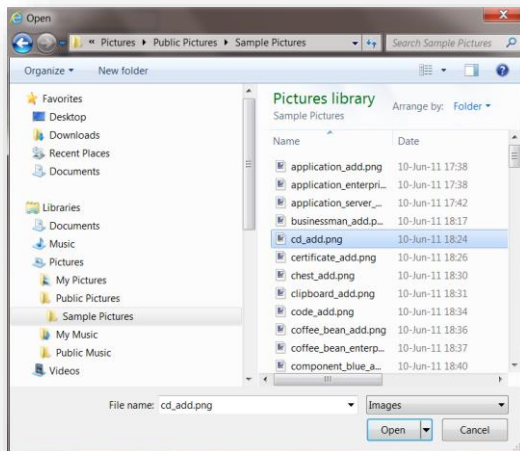 Open
« Pictures ▸ Public Pictures ▸ Sample Pictures
Search Sample Pictures
Organize ▾ New folder
Favorites
Desktop
Downloads
Recent Places
Documents
Libraries
Documents
Music
Pictures
My Pictures
Public Pictures
Sample Pictures
My Music
Public Music
Videos
Pictures library
Sample Pictures
Arrange by: Folder ▾
Name Date
application_add.png 10-Jun-11 17:38
application_enterpri... 10-Jun-11 17:38
application_server_... 10-Jun-11 17:42
businessman_add.p... 10-Jun-11 18:17
cd_add.png 10-Jun-11 18:24
certificate_add.png 10-Jun-11 18:26
chest_add.png 10-Jun-11 18:30
clipboard_add.png 10-Jun-11 18:31
code_add.png 10-Jun-11 18:34
coffee_bean_add.png 10-Jun-11 18:36
coffee_bean_enterp... 10-Jun-11 18:37
component_blue_a... 10-Jun-11 18:40
File name: cd_add.png Images
Open Cancel